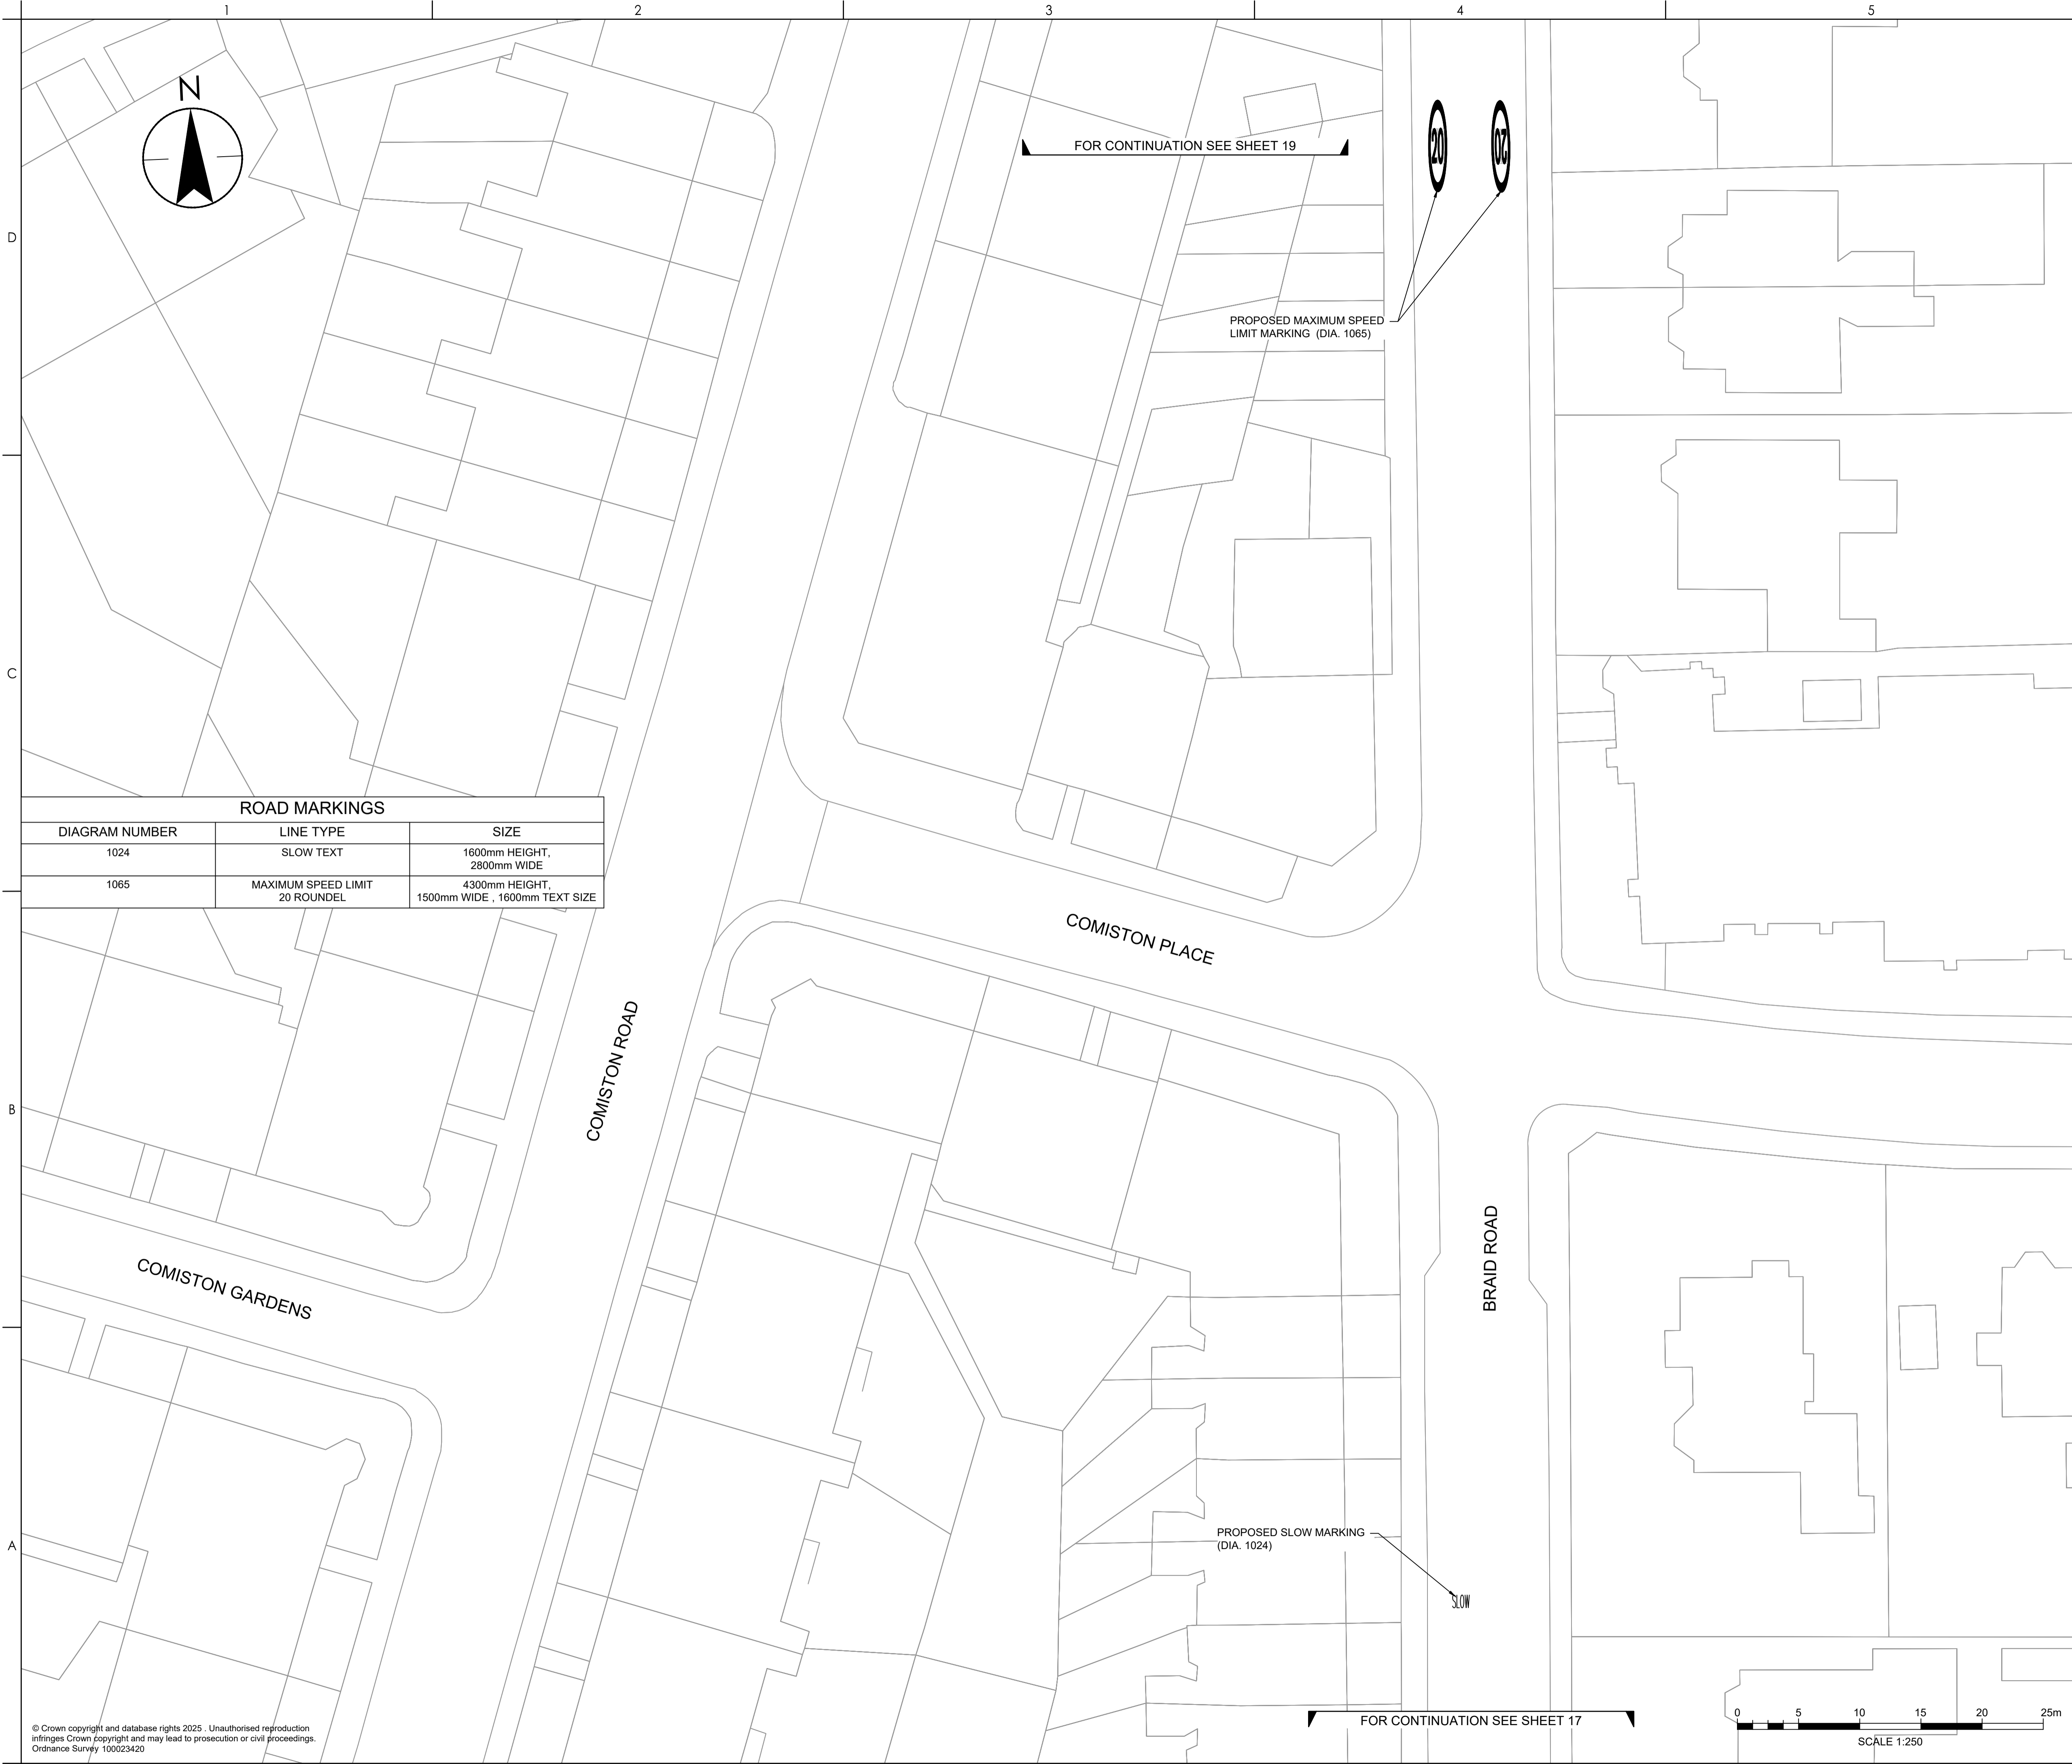 1 2 3 4 5
N
FOR CONTINUATION SEE SHEET 19
20 20
D
PROPOSED MAXIMUM SPEED
LIMIT MARKING (DIA. 1065)
C
ROAD MARKINGS
DIAGRAM NUMBER LINE TYPE SIZE
1024 SLOW TEXT 1600mm HEIGHT,
2800mm WIDE
1065 MAXIMUM SPEED LIMIT 4300mm HEIGHT,
20 ROUNDEL 1500mm WIDE , 1600mm TEXT SIZE
COMISTON PLACE
COMISTON ROAD
B
BRAID ROAD
COMISTON GARDENS
A
PROPOSED SLOW MARKING
(DIA. 1024)
SLOW
FOR CONTINUATION SEE SHEET 17
0 5 10 15 20 25m
SCALE 1:250
© Crown copyright and database rights 2025 . Unauthorised reproduction
infringes Crown copyright and may lead to prosecution or civil proceedings.
Ordnance Survey 100023420